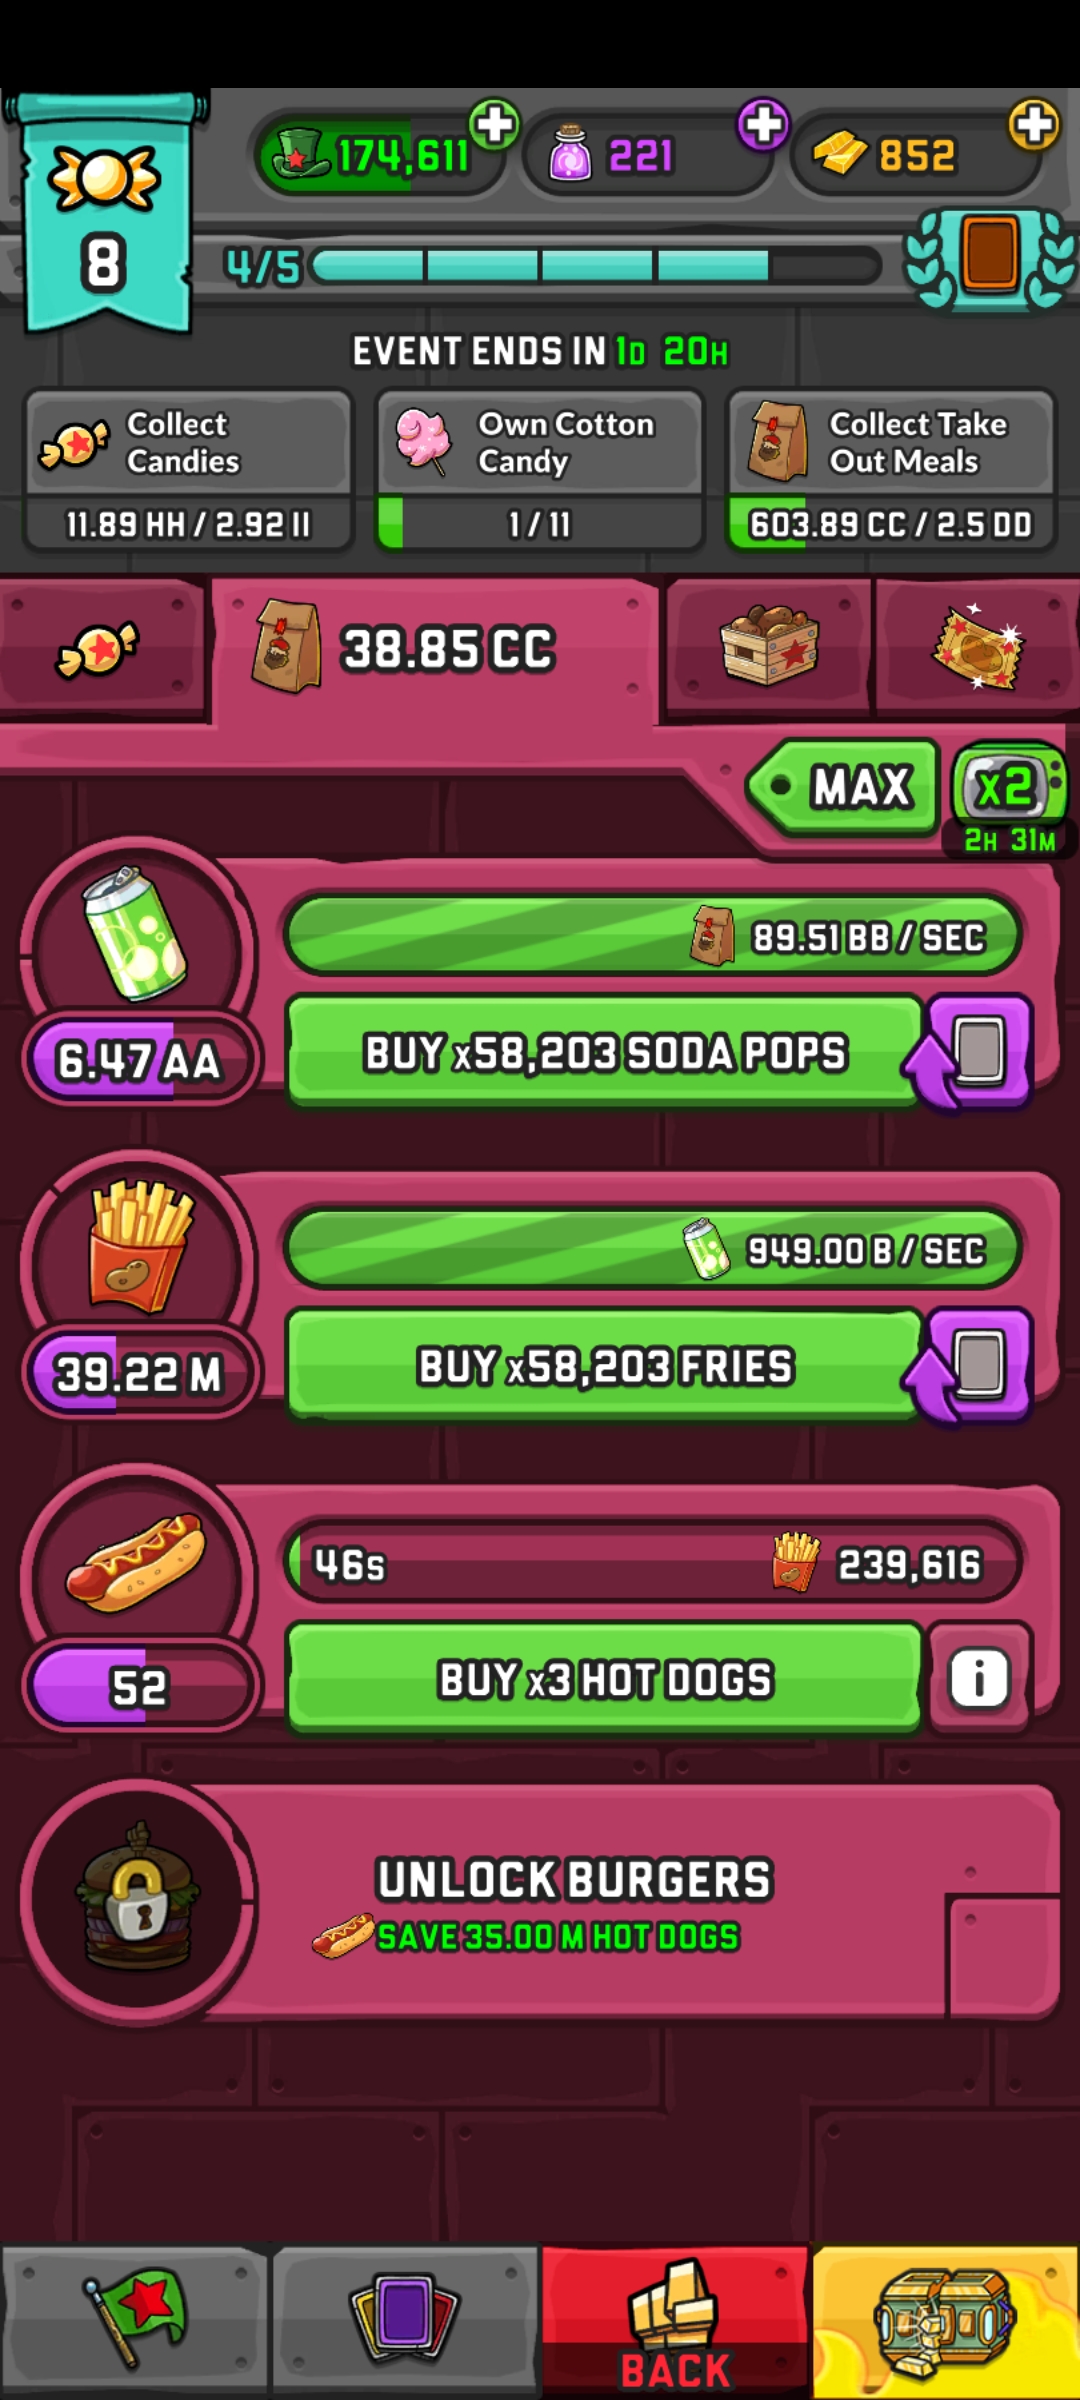 174,611
221
852
8
4/5
EVENT ENDS IN 1D 20H
Collect
Candies
11.89 HH / 2.92 II
Own Cotton
Candy
1 / 11
Collect Take
Out Meals
603.89 CC / 2.5 DD
38.85 CC
MAX
x2
2H 31M
89.51 BB / SEC
6.47 AA
BUY x58,203 SODA POPS
949.00 B / SEC
39.22 M
BUY x58,203 FRIES
46s
239,616
52
BUY x3 HOT DOGS
i
UNLOCK BURGERS
SAVE 35.00 M HOT DOGS
BACK